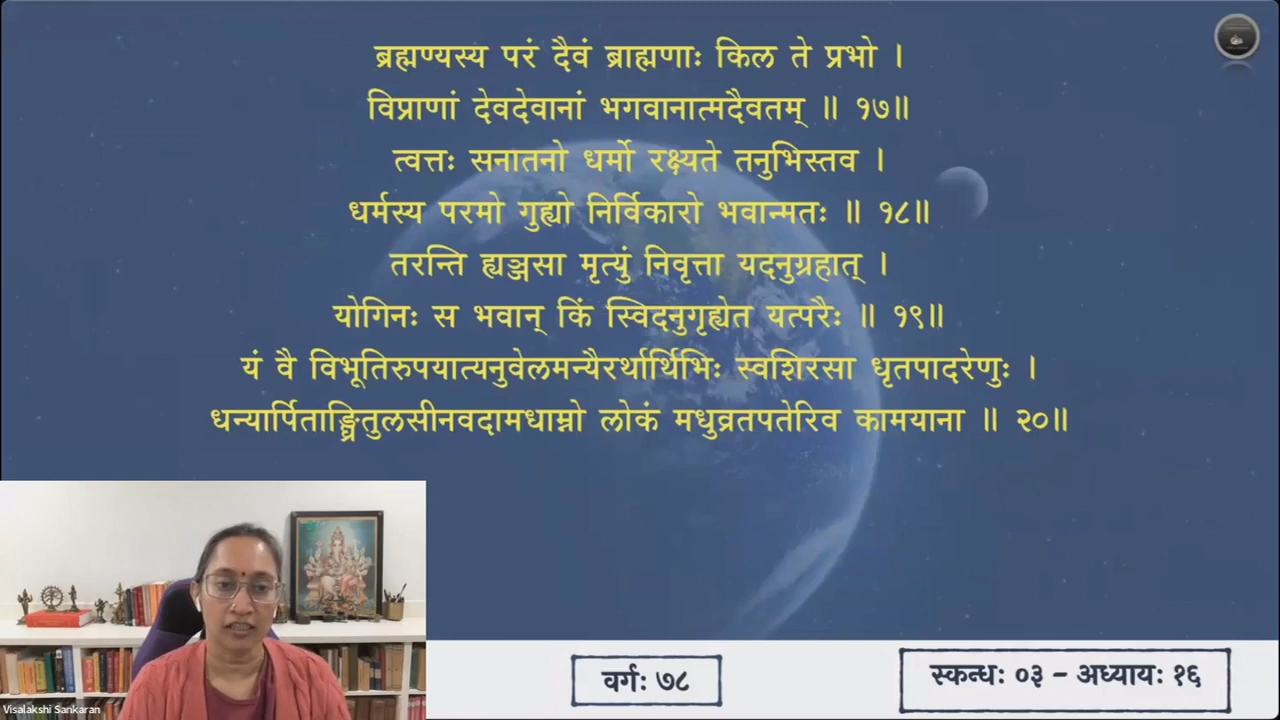 ब्रह्मण्यस्य परं दैवं ब्राह्मणाः किल ते प्रभो ।
विप्राणां देवदेवानां भगवानात्मदैवतम् ॥ १७॥
त्वत्तः सनातनो धर्मो रक्ष्यते तनुभिस्तव ।
धर्मस्य परमो गुह्यो निर्विकारो भवान्मतः ॥ १८॥
तरन्ति ह्यञ्जसा मृत्युं निवृत्ता यदनुग्रहात् ।
योगिनः स भवान् किं स्विदनुगृह्येत यत्परैः ॥ १९॥
यं वै विभूतिरुपयात्यनुवेलमन्यैरर्थार्थिभिः स्वशिरसा धृतपादरेणुः ।
धन्यार्पिताङ्घ्रितुलसीनवदामधाम्नो लोकं मधुव्रतपतेरिव कामयाना ॥ २०॥
वर्गः ७८
स्कन्धः ०३ - अध्यायः १६
Visalakshi Sankaran